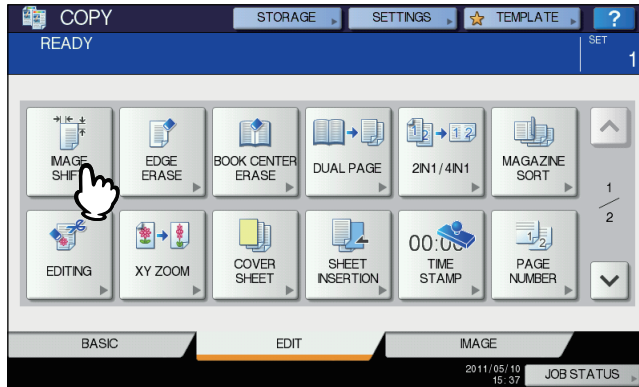 COPY
STORAGE
SETTINGS
TEMPLATE
?
READY
SET
1
IMAGE
SHIFT
EDGE
ERASE
BOOK CENTER
ERASE
DUAL PAGE
2IN1/4IN1
MAGAZINE
SORT
1
2
EDITING
XY ZOOM
COVER
SHEET
SHEET
INSERTION
TIME
STAMP
PAGE
NUMBER
BASIC
EDIT
IMAGE
2011/05/10
15:37
JOB STATUS